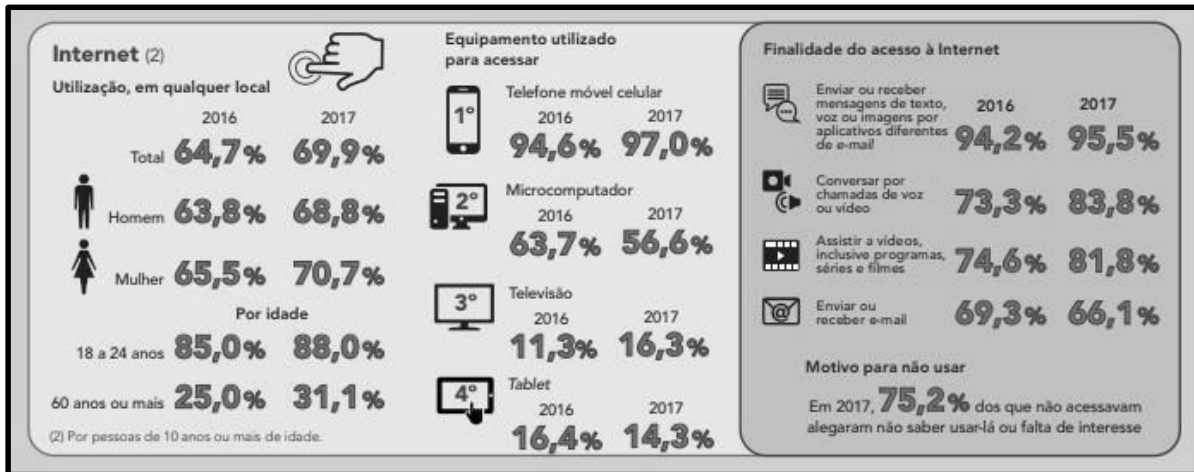 Internet (2)
Utilização, em qualquer local
2016 2017
Total 64,7% 69,9%
Homem 63,8% 68,8%
Mulher 65,5% 70,7%
Por idade
18 a 24 anos 85,0% 88,0%
60 anos ou mais 25,0% 31,1%
(2) Por pessoas de 10 anos ou mais de idade.
Equipamento utilizado
para acessar
1º
Telefone móvel celular
2016 2017
94,6% 97,0%
2º
Microcomputador
2016 2017
63,7% 56,6%
3º
Televisão
2016 2017
11,3% 16,3%
4º
Tablet
2016 2017
16,4% 14,3%
Finalidade do acesso à Internet
2016 2017
Enviar ou receber
mensagens de texto,
voz ou imagens por
aplicativos diferentes
de e-mail
94,2% 95,5%
Conversar por
chamadas de voz
ou vídeo
73,3% 83,8%
Assistir a vídeos,
inclusive programas,
séries e filmes
74,6% 81,8%
@
Enviar ou
receber e-mail
69,3% 66,1%
Motivo para não usar
Em 2017, 75,2% dos que não acessavam
alegaram não saber usar-lá ou falta de interesse